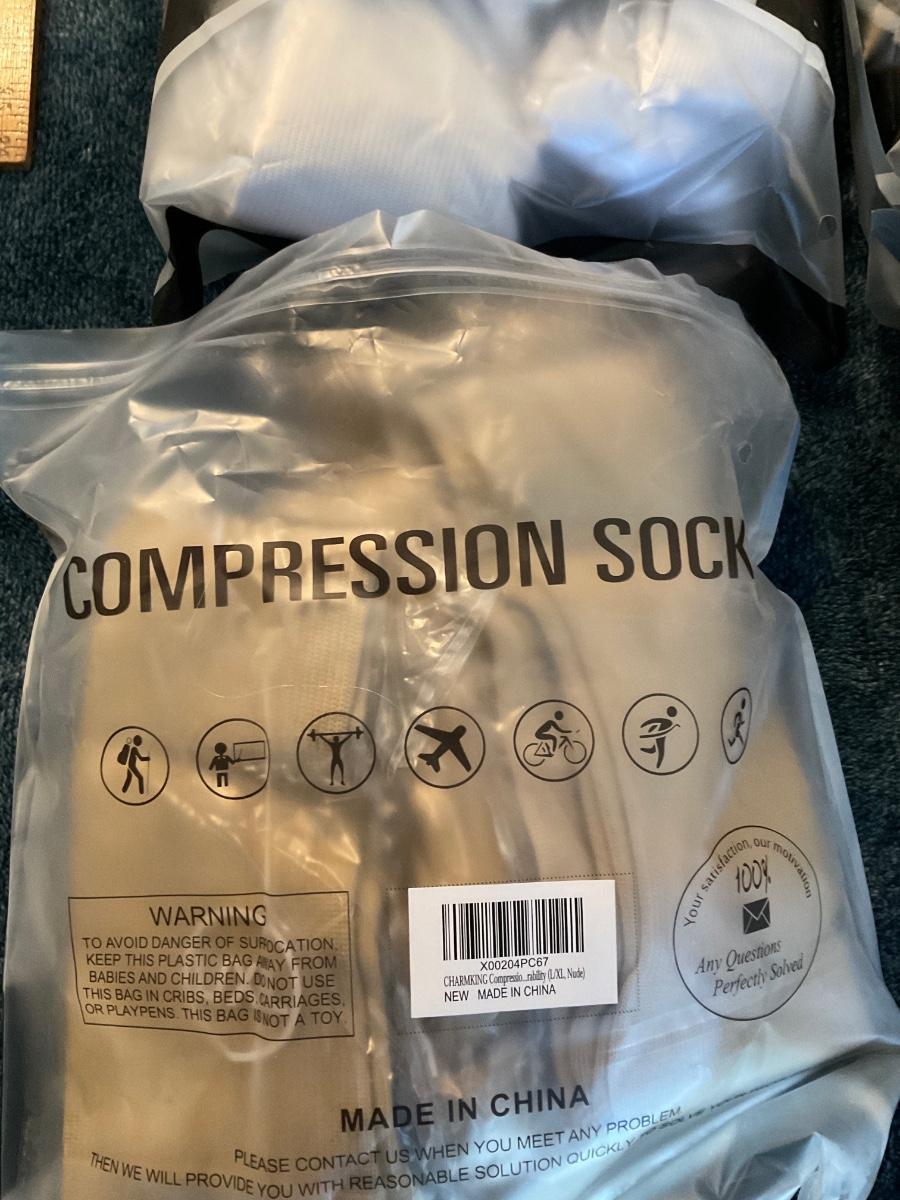 COMPRESSION SOCK
WARNING
TO AVOID DANGER OF SUFFOCATION.
KEEP THIS PLASTIC BAG AWAY FROM
BABIES AND CHILDREN. DO NOT USE
THIS BAG IN CRIBS, BEDS, CARRIAGES,
OR PLAYPENS. THIS BAG IS NOT A TOY.
X00204PC67
CHARMKING Compressio...rability (L/XL, Nude)
NEW MADE IN CHINA
Your satisfaction, our motivation
100%
Any Questions
Perfectly Solved
MADE IN CHINA
PLEASE CONTACT US WHEN YOU MEET ANY PROBLEM
THEN WE WILL PROVIDE YOU WITH REASONABLE SOLUTION QUICKLY TO SOLVE YOUR